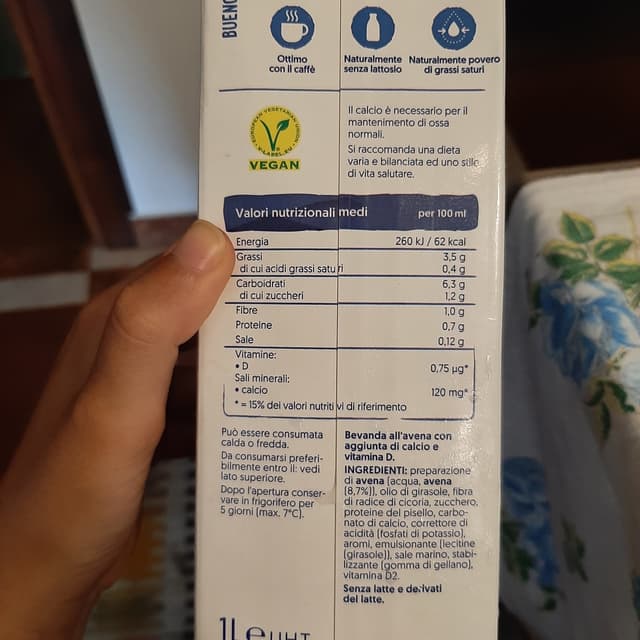 BUENO
Ottimo
con il caffè
Naturalmente
senza lattosio
Naturalmente povero
di grassi saturi
EUROPEAN VEGETARIAN UNION
V-LABEL.EU
VEGAN
Il calcio è necessario per il
mantenimento di ossa
normali.
Si raccomanda una dieta
varia e bilanciata ed uno stile
di vita salutare.
Valori nutrizionali medi per 100 ml
Energia 260 kJ / 62 kcal
Grassi 3,5 g
di cui acidi grassi saturi 0,4 g
Carboidrati 6,3 g
di cui zuccheri 1,2 g
Fibre 1,0 g
Proteine 0,7 g
Sale 0,12 g
Vitamine:
• D 0,75 µg*
Sali minerali:
• calcio 120 mg*
* = 15% dei valori nutritivi di riferimento
Può essere consumata
calda o fredda.
Da consumarsi preferi-
bilmente entro il: vedi
lato superiore.
Dopo l'apertura conser-
vare in frigorifero per
5 giorni (max. 7°C).
Bevanda all'avena con
aggiunta di calcio e
vitamina D.
INGREDIENTI: preparazione
di avena (acqua, avena
(8,7%)), olio di girasole, fibra
di radice di cicoria, zucchero,
proteine del pisello, carbo-
nato di calcio, correttore di
acidità (fosfati di potassio),
aromi, emulsionante (lecitine
(girasole)), sale marino, stabi-
lizzante (gomma di gellano),
vitamina D2.
Senza latte e derivati
del latte.
1L e UHT